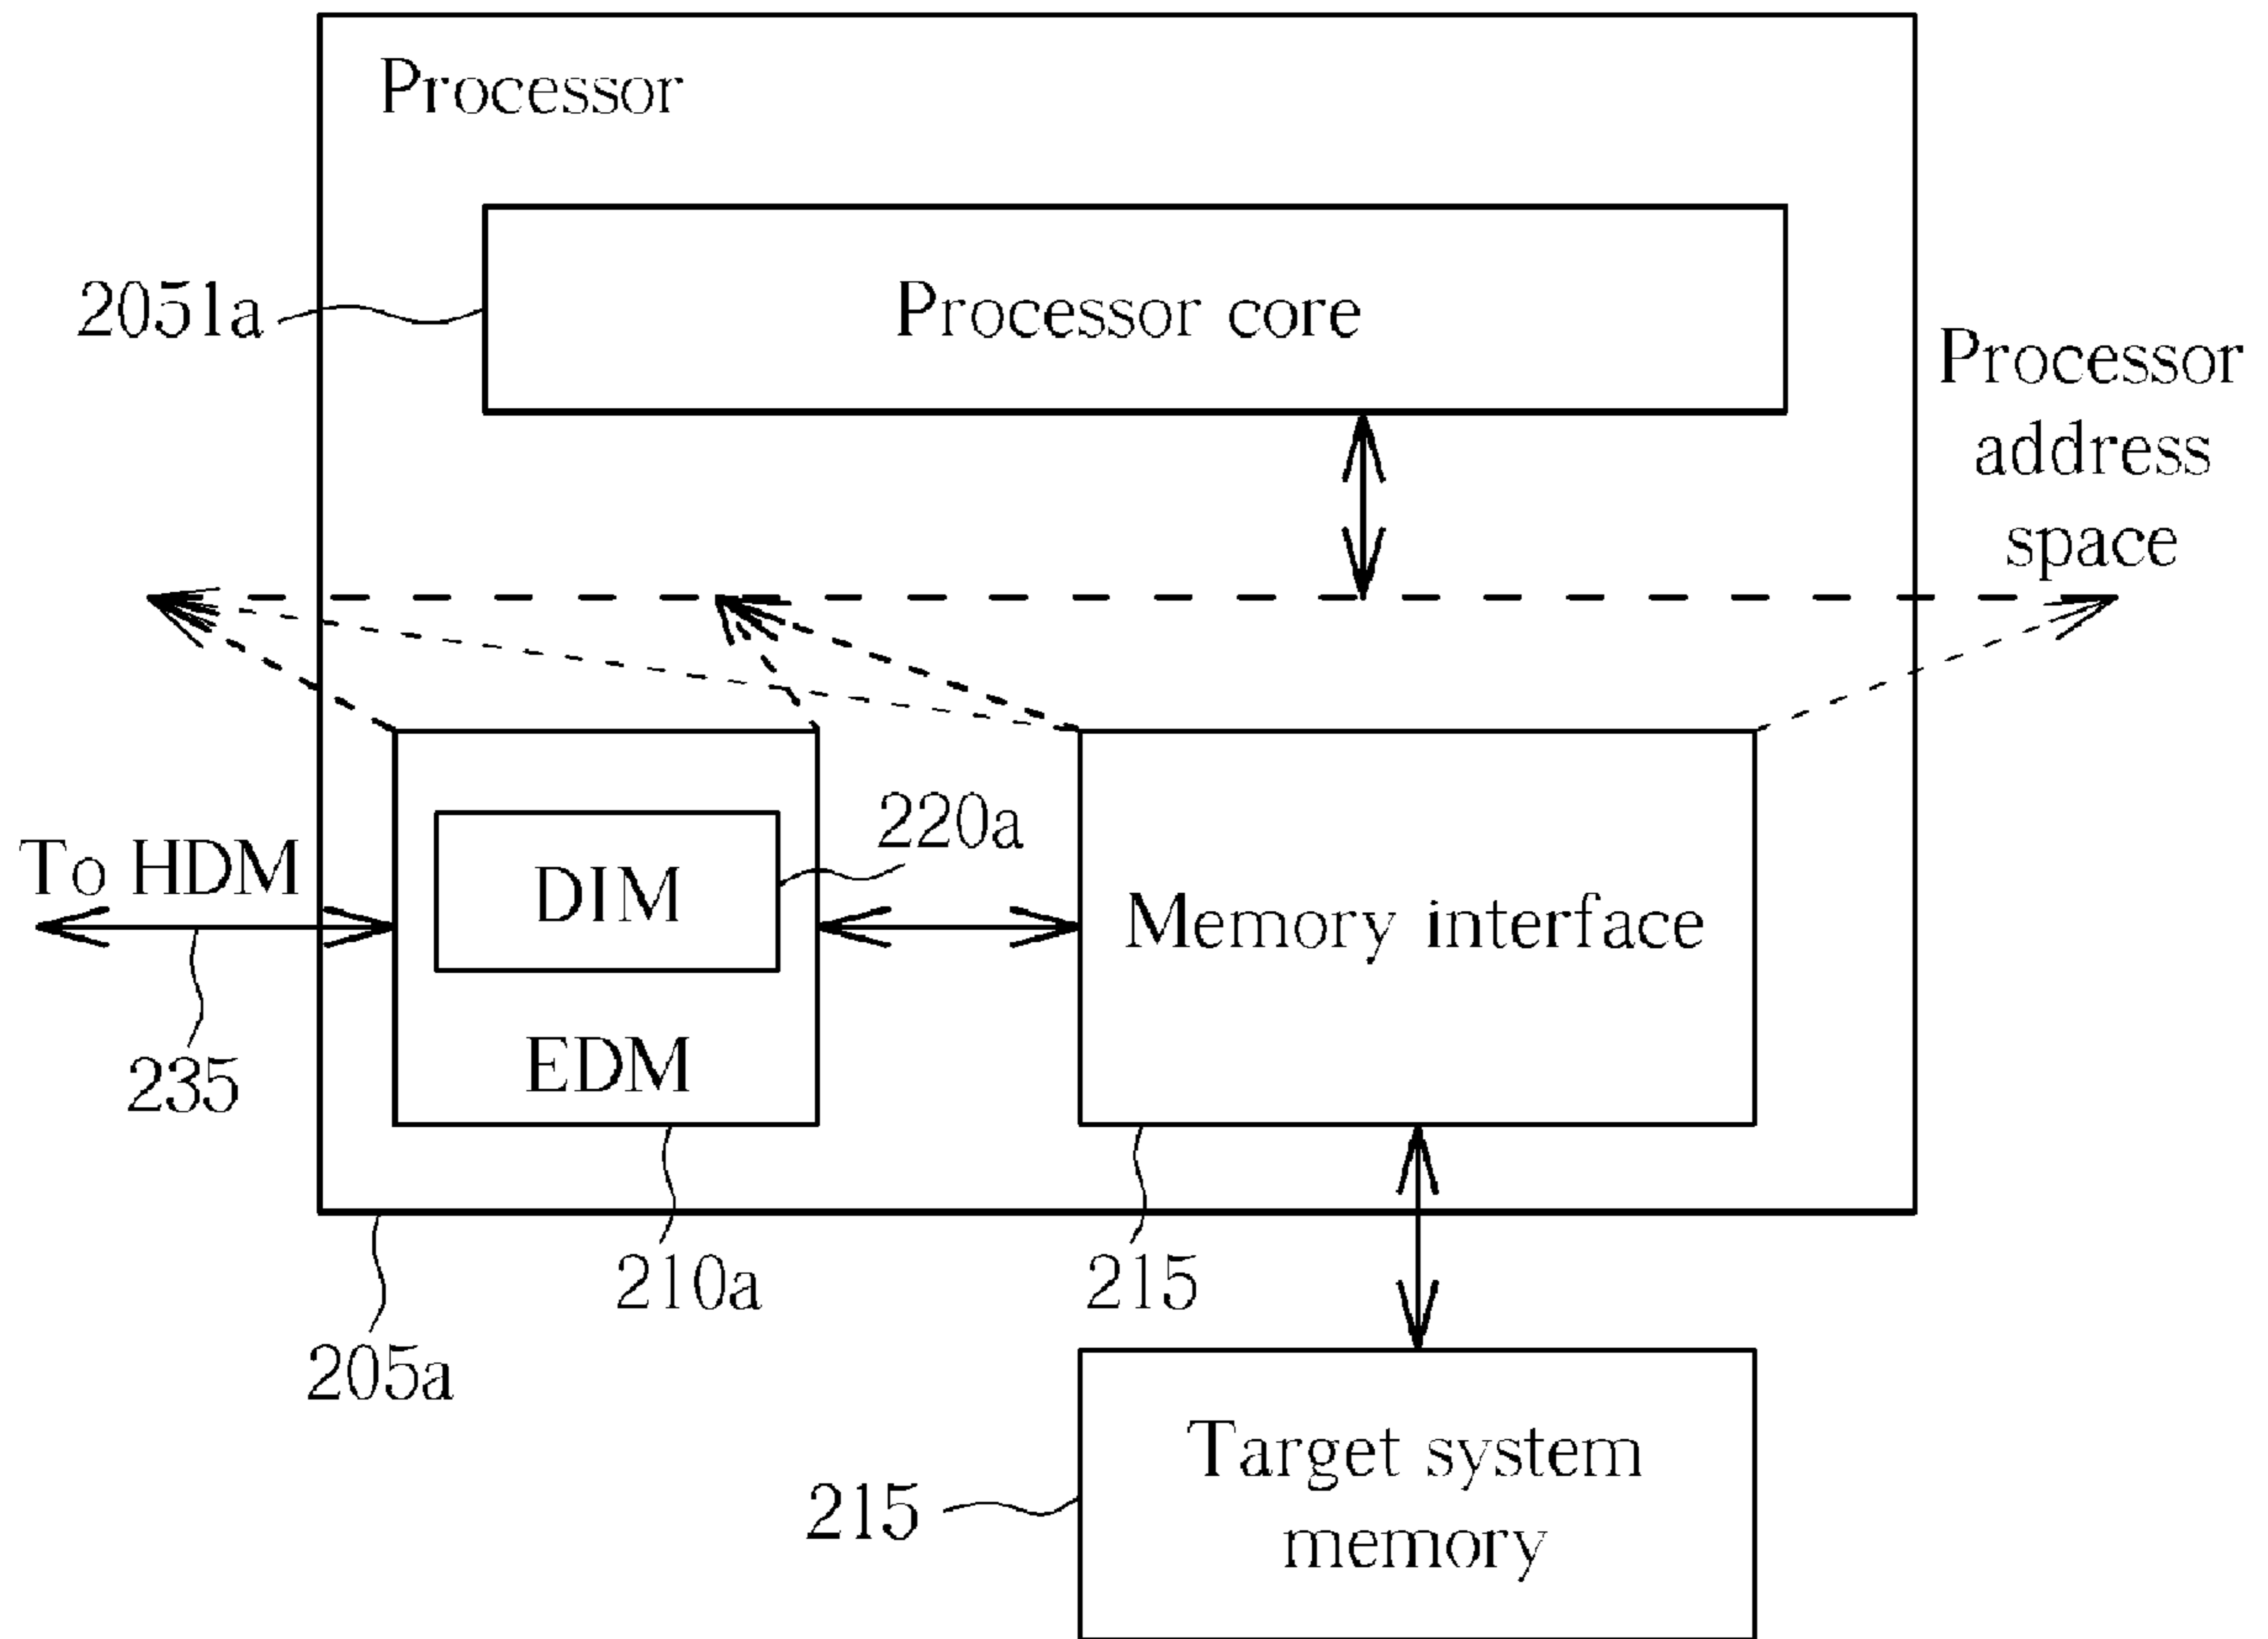 Processor
2051a
Processor core
Processor
address
space
220a
To HDM
DIM
Memory interface
EDM
235
210a
215
205a
Target system
memory
215